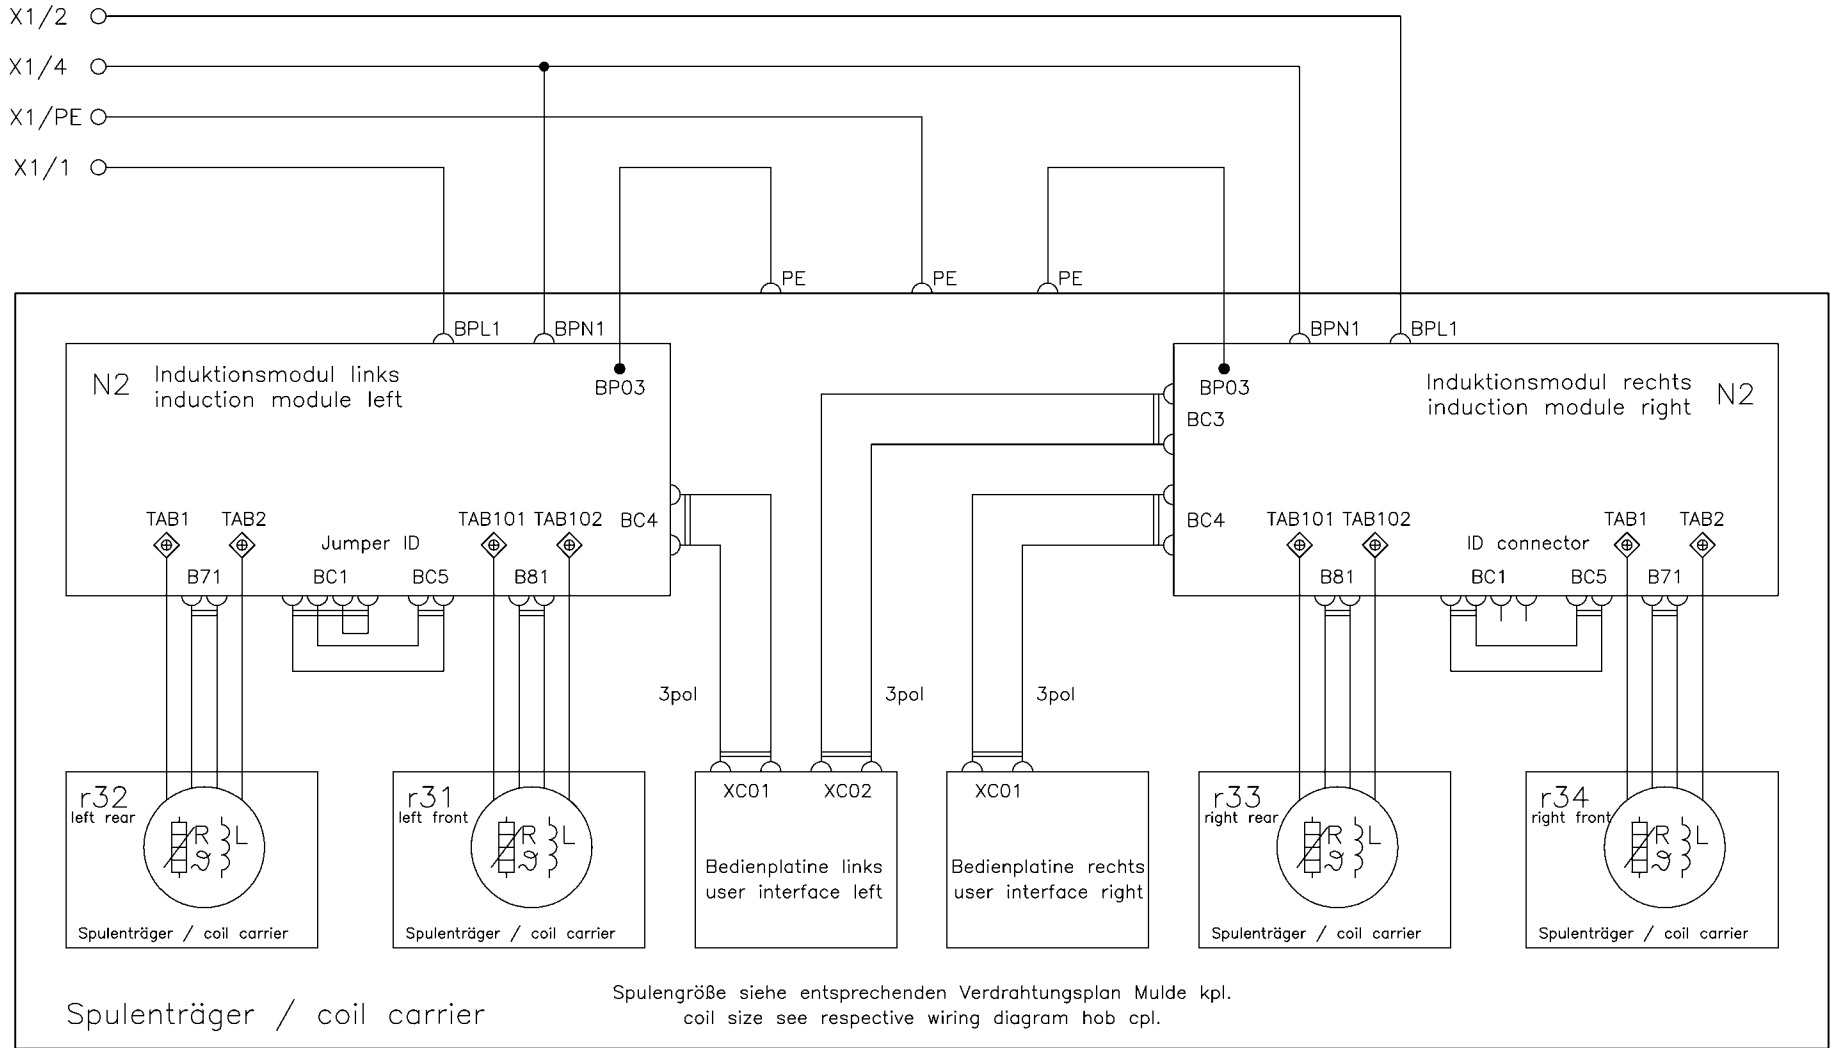 X1/2
X1/4
X1/PE
X1/1
PE PE PE
BPL1 BPN1 BPN1 BPL1
N2 Induktionsmodul links
induction module left
BP03
BP03
Induktionsmodul rechts N2
induction module right
BC3
TAB1 TAB2 TAB101 TAB102 BC4
Jumper ID
B71 BC1 BC5 B81
BC4 TAB101 TAB102 TAB1 TAB2
ID connector
B81 BC1 BC5 B71
3pol 3pol 3pol
r32
left rear
R L
ϑ
Spulenträger / coil carrier
r31
left front
R L
ϑ
Spulenträger / coil carrier
XC01 XC02
Bedienplatine links
user interface left
XC01
Bedienplatine rechts
user interface right
r33
right rear
R L
ϑ
Spulenträger / coil carrier
r34
right front
R L
ϑ
Spulenträger / coil carrier
Spulenträger / coil carrier
Spulengröße siehe entsprechenden Verdrahtungsplan Mulde kpl.
coil size see respective wiring diagram hob cpl.